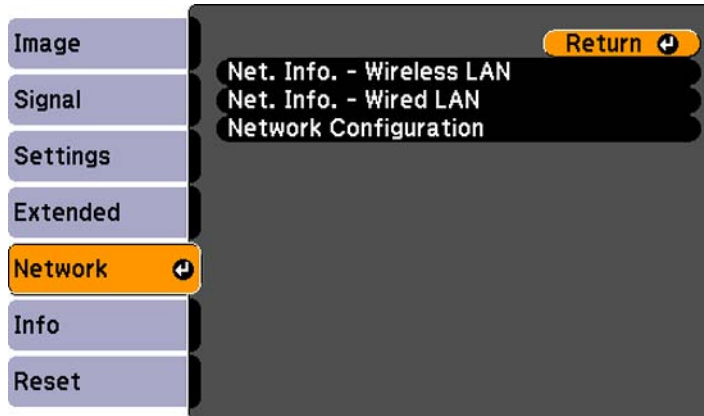 Image
Signal
Settings
Extended
Network
Info
Reset
Return
Net. Info. - Wireless LAN
Net. Info. - Wired LAN
Network Configuration